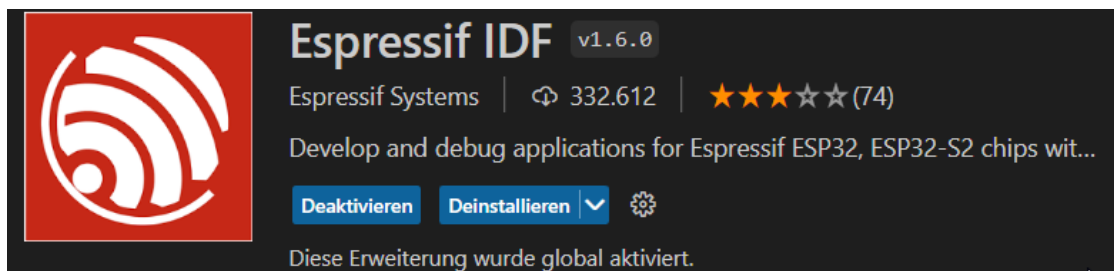 Espressif IDF v1.6.0
Espressif Systems 332.612 (74)
Develop and debug applications for Espressif ESP32, ESP32-S2 chips wit...
Deaktivieren Deinstallieren
Diese Erweiterung wurde global aktiviert.